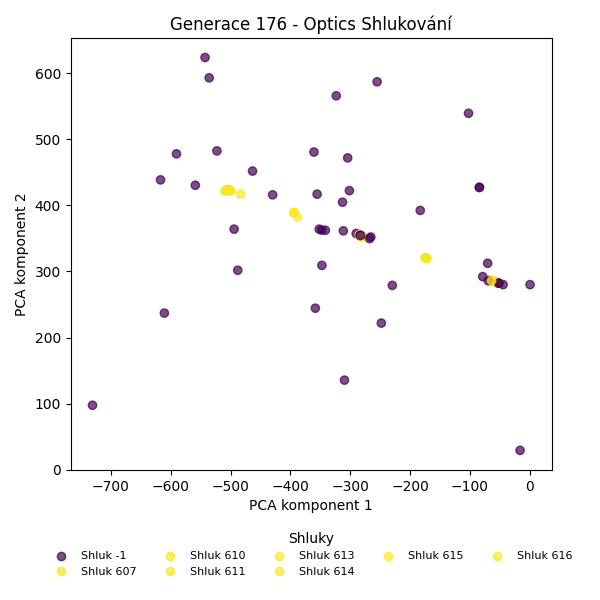 Generace 176 - Optics Shlukování
PCA komponent 2
600
500
400
300
200
100
0
−700 −600 −500 −400 −300 −200 −100 0
PCA komponent 1
Shluky
Shluk -1 Shluk 610 Shluk 613 Shluk 615 Shluk 616
Shluk 607 Shluk 611 Shluk 614